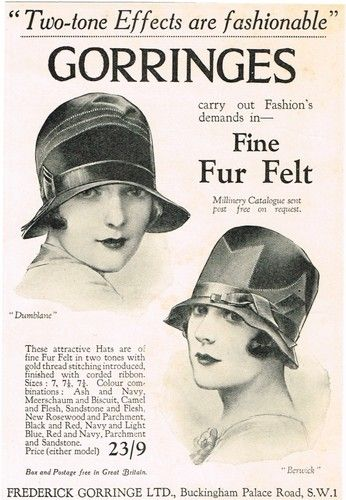 “Two-tone Effects are fashionable”
GORRINGES
carry out Fashion's
demands in—
Fine
Fur Felt
Millinery Catalogue sent
post free on request.
"Dumblane"
These attractive Hats are of
fine Fur Felt in two tones with
gold thread stitching introduced,
finished with corded ribbon.
Sizes : 7, 7¼, 7½. Colour com-
binations : Ash and Navy,
Meerschaum and Biscuit, Camel
and Flesh, Sandstone and Flesh,
New Rosewood and Parchment,
Black and Red, Navy and Light
Blue, Red and Navy, Parchment
and Sandstone.
Price (either model) 23/9
Box and Postage free in Great Britain.
"Berwick"
FREDERICK GORRINGE LTD., Buckingham Palace Road, S.W.1